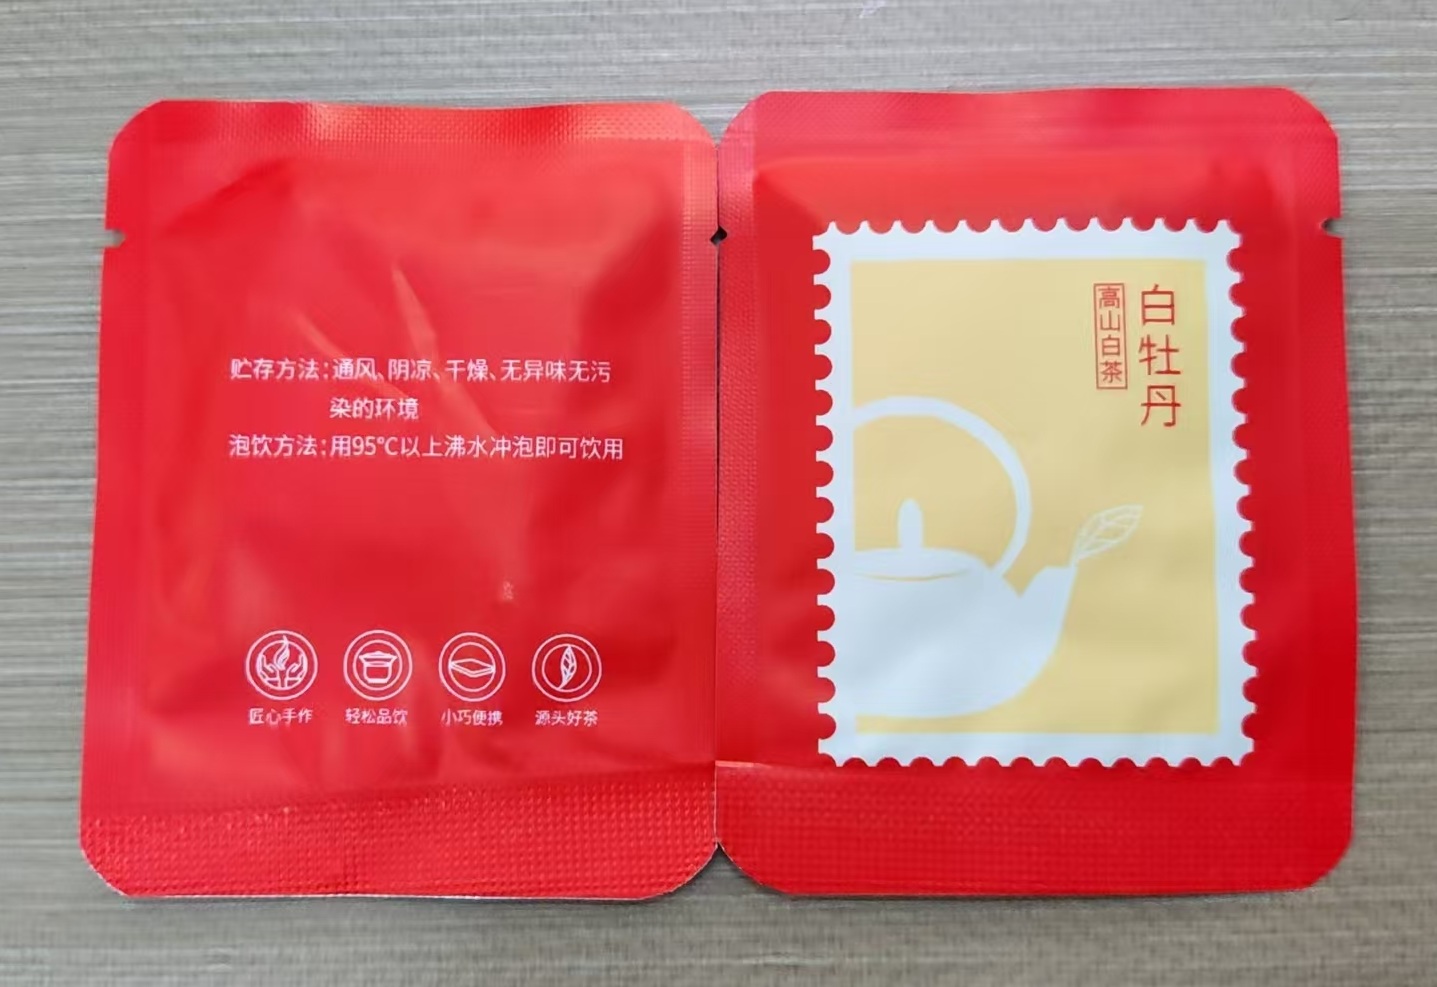 贮存方法:通风、阴凉、干燥、无异味无污
染的环境
泡饮方法:用95℃以上沸水冲泡即可饮用
匠心手作
轻松品饮
小巧便携
源头好茶
白牡丹
高山白茶